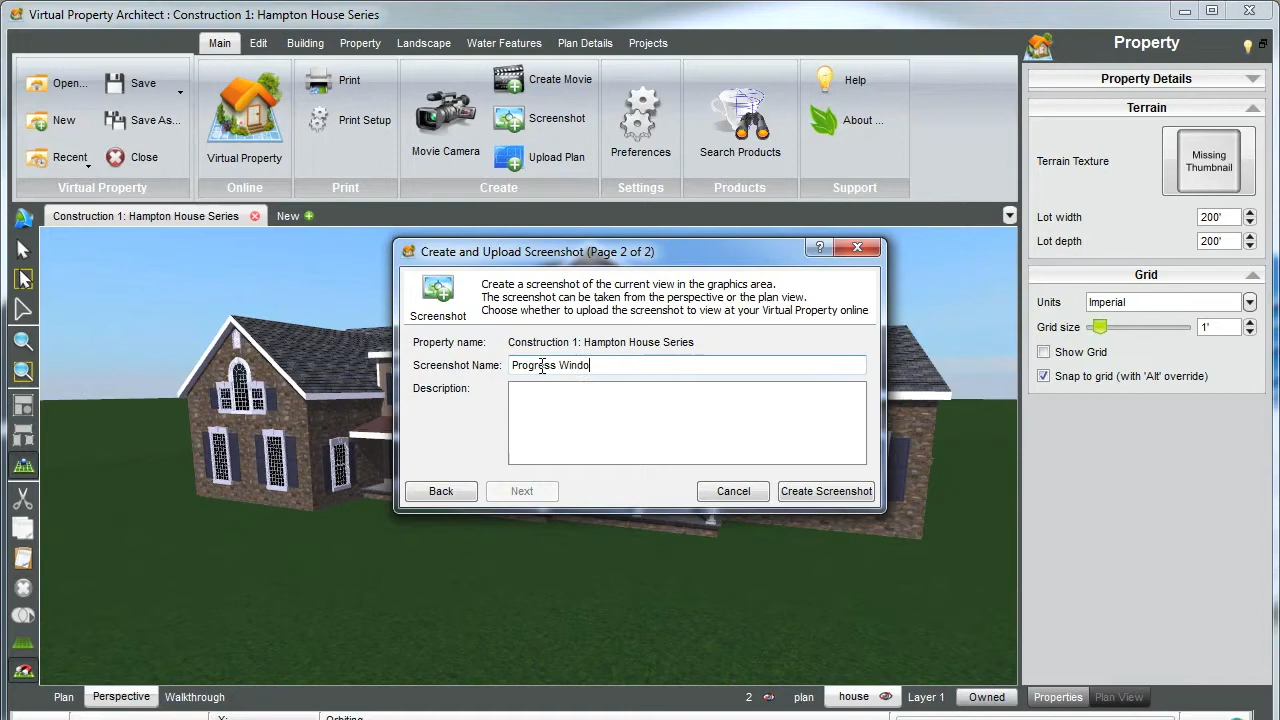 Virtual Property Architect : Construction 1: Hampton House Series
Main Edit Building Property Landscape Water Features Plan Details Projects
Property
Open Save
New Save As...
Recent Close
Virtual Property
Virtual Property
Online
Print
Print Setup
Print
Movie Camera
Create Movie
Screenshot
Upload Plan
Create
Preferences
Settings
Search Products
Products
Help
About ...
Support
Construction 1: Hampton House Series New
Property Details
Terrain
Terrain Texture
Missing
Thumbnail
Lot width 200'
Lot depth 200'
Grid
Units Imperial
Grid size 1'
Show Grid
Snap to grid (with 'Alt' override)
Create and Upload Screenshot (Page 2 of 2)
Screenshot
Create a screenshot of the current view in the graphics area.
The screenshot can be taken from the perspective or the plan view.
Choose whether to upload the screenshot to view at your Virtual Property online
Property name: Construction 1: Hampton House Series
Screenshot Name: Progress Windo
Description:
Back Next Cancel Create Screenshot
Plan Perspective Walkthrough 2 plan house Layer 1 Owned Properties Plan View
X: Orbiting